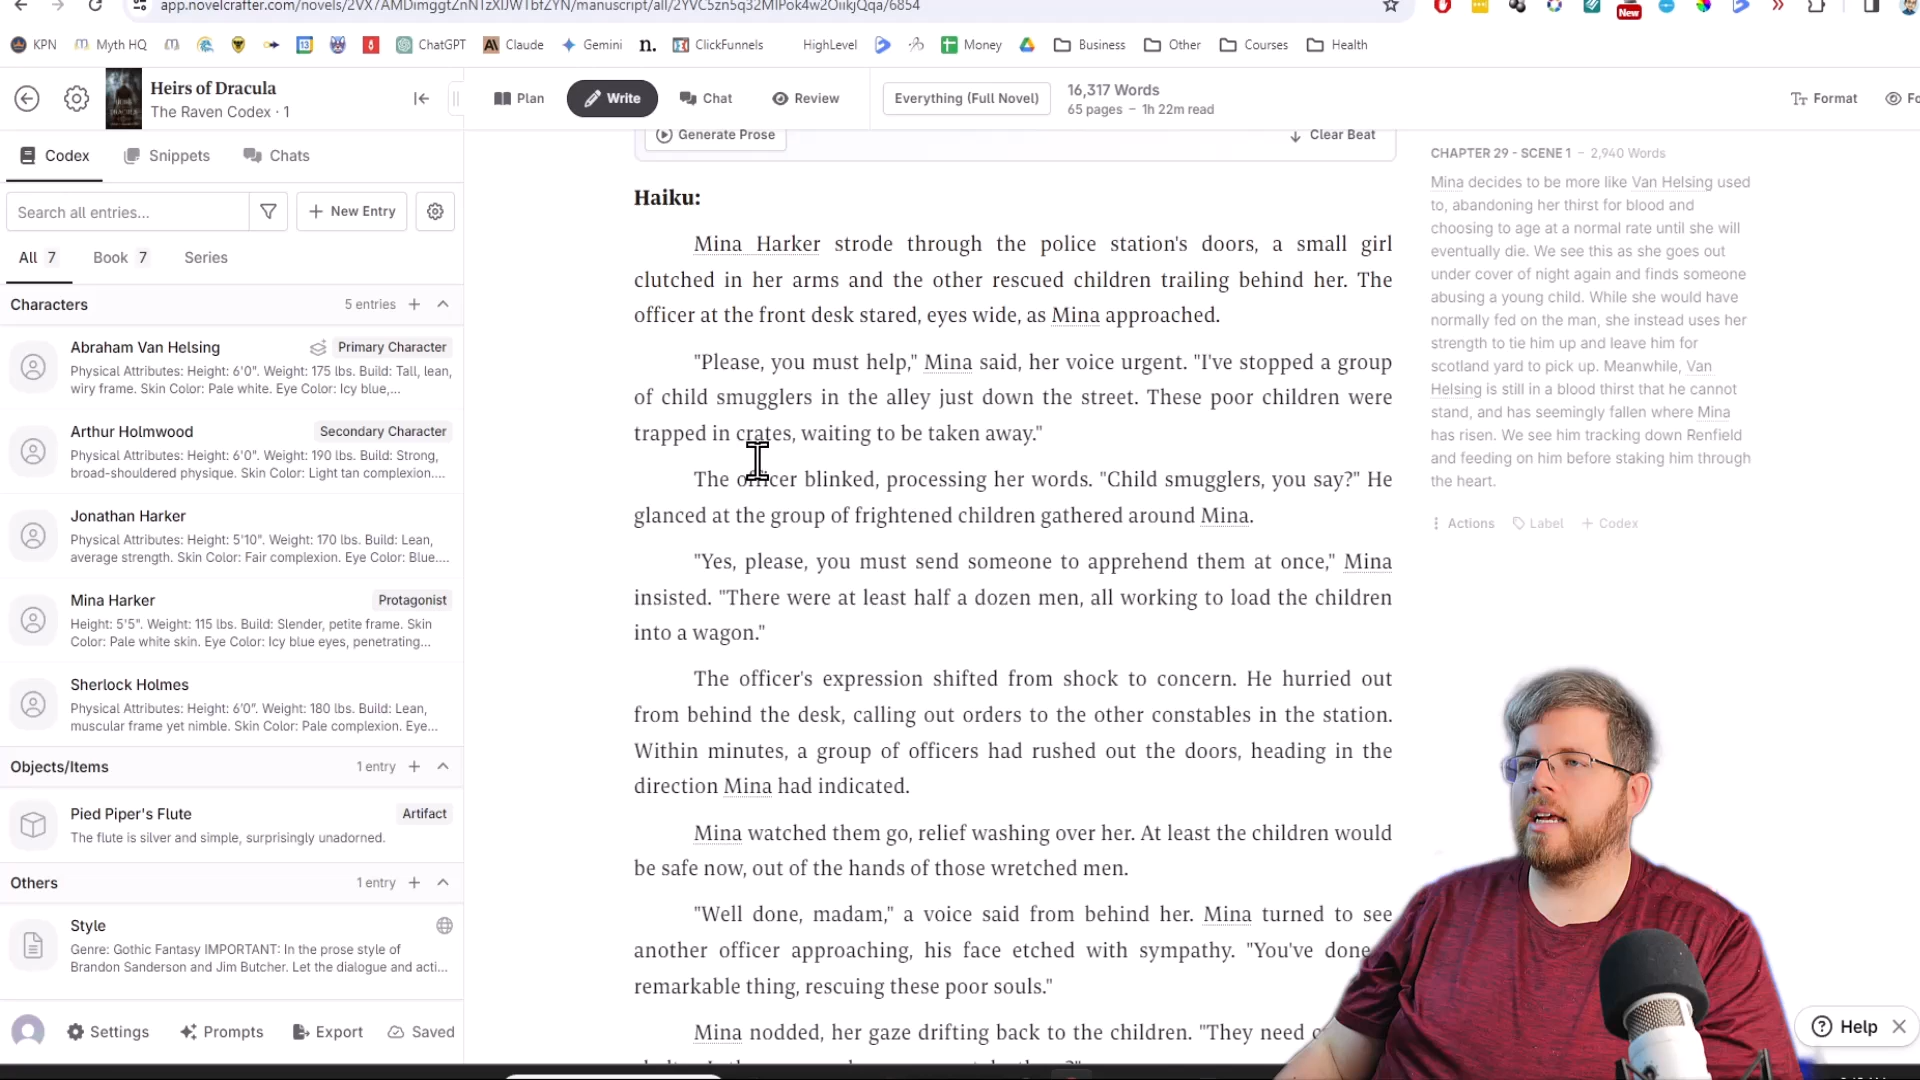 app.novelcrafter.com/novels/2VX7AMDimggtZnNTzXIJWTbfZYN/manuscript/all/2YVC5zn5q32MIPok4w2OiikjQqa/6854
New
KPN
Myth HQ
13
8
ChatGPT
AI Claude
Gemini
n.
ClickFunnels
HighLevel
Money
Business
Other
Courses
Health
Heirs of Dracula
The Raven Codex · 1
Plan
Write
Chat
Review
Everything (Full Novel)
16,317 Words
65 pages – 1h 22m read
Format
Fo
Codex
Snippets
Chats
Search all entries...
New Entry
All 7
Book 7
Series
Characters
5 entries
Abraham Van Helsing
Primary Character
Physical Attributes: Height: 6'0". Weight: 175 lbs. Build: Tall, lean,
wiry frame. Skin Color: Pale white. Eye Color: Icy blue,...
Arthur Holmwood
Secondary Character
Physical Attributes: Height: 6'0". Weight: 190 lbs. Build: Strong,
broad-shouldered physique. Skin Color: Light tan complexion....
Jonathan Harker
Physical Attributes: Height: 5'10". Weight: 170 lbs. Build: Lean,
average strength. Skin Color: Fair complexion. Eye Color: Blue....
Mina Harker
Protagonist
Height: 5'5". Weight: 115 lbs. Build: Slender, petite frame. Skin
Color: Pale white skin. Eye Color: Icy blue eyes, penetrating...
Sherlock Holmes
Physical Attributes: Height: 6'0". Weight: 180 lbs. Build: Lean,
muscular frame yet nimble. Skin Color: Pale complexion. Eye...
Objects/Items
1 entry
Pied Piper's Flute
Artifact
The flute is silver and simple, surprisingly unadorned.
Others
1 entry
Style
Genre: Gothic Fantasy IMPORTANT: In the prose style of
Brandon Sanderson and Jim Butcher. Let the dialogue and acti...
Settings
Prompts
Export
Saved
Generate Prose
Clear Beat
Haiku:
Mina Harker strode through the police station's doors, a small girl
clutched in her arms and the other rescued children trailing behind her. The
officer at the front desk stared, eyes wide, as Mina approached.
"Please, you must help," Mina said, her voice urgent. "I've stopped a group
of child smugglers in the alley just down the street. These poor children were
trapped in crates, waiting to be taken away."
The officer blinked, processing her words. "Child smugglers, you say?" He
glanced at the group of frightened children gathered around Mina.
"Yes, please, you must send someone to apprehend them at once," Mina
insisted. "There were at least half a dozen men, all working to load the children
into a wagon."
The officer's expression shifted from shock to concern. He hurried out
from behind the desk, calling out orders to the other constables in the station.
Within minutes, a group of officers had rushed out the doors, heading in the
direction Mina had indicated.
Mina watched them go, relief washing over her. At least the children would
be safe now, out of the hands of those wretched men.
"Well done, madam," a voice said from behind her. Mina turned to see
another officer approaching, his face etched with sympathy. "You've done
remarkable thing, rescuing these poor souls."
Mina nodded, her gaze drifting back to the children. "They need
CHAPTER 29 - SCENE 1 – 2,940 Words
Mina decides to be more like Van Helsing used
to, abandoning her thirst for blood and
choosing to age at a normal rate until she will
eventually die. We see this as she goes out
under cover of night again and finds someone
abusing a young child. While she would have
normally fed on the man, she instead uses her
strength to tie him up and leave him for
scotland yard to pick up. Meanwhile, Van
Helsing is still in a blood thirst that he cannot
stand, and has seemingly fallen where Mina
has risen. We see him tracking down Renfield
and feeding on him before staking him through
the heart.
Actions
Label
+ Codex
Help